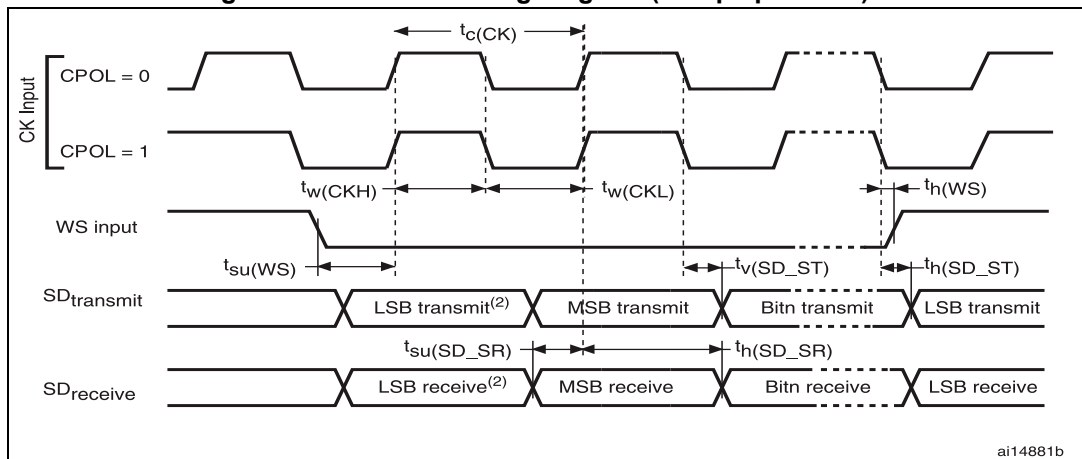 tc(CK)
CK Input
CPOL = 0
CPOL = 1
tw(CKH)
tw(CKL)
th(WS)
WS input
tsu(WS)
tv(SD_ST)
th(SD_ST)
SDtransmit
LSB transmit(2)
MSB transmit
Bitn transmit
LSB transmit
tsu(SD_SR)
th(SD_SR)
SDreceive
LSB receive(2)
MSB receive
Bitn receive
LSB receive
ai14881b